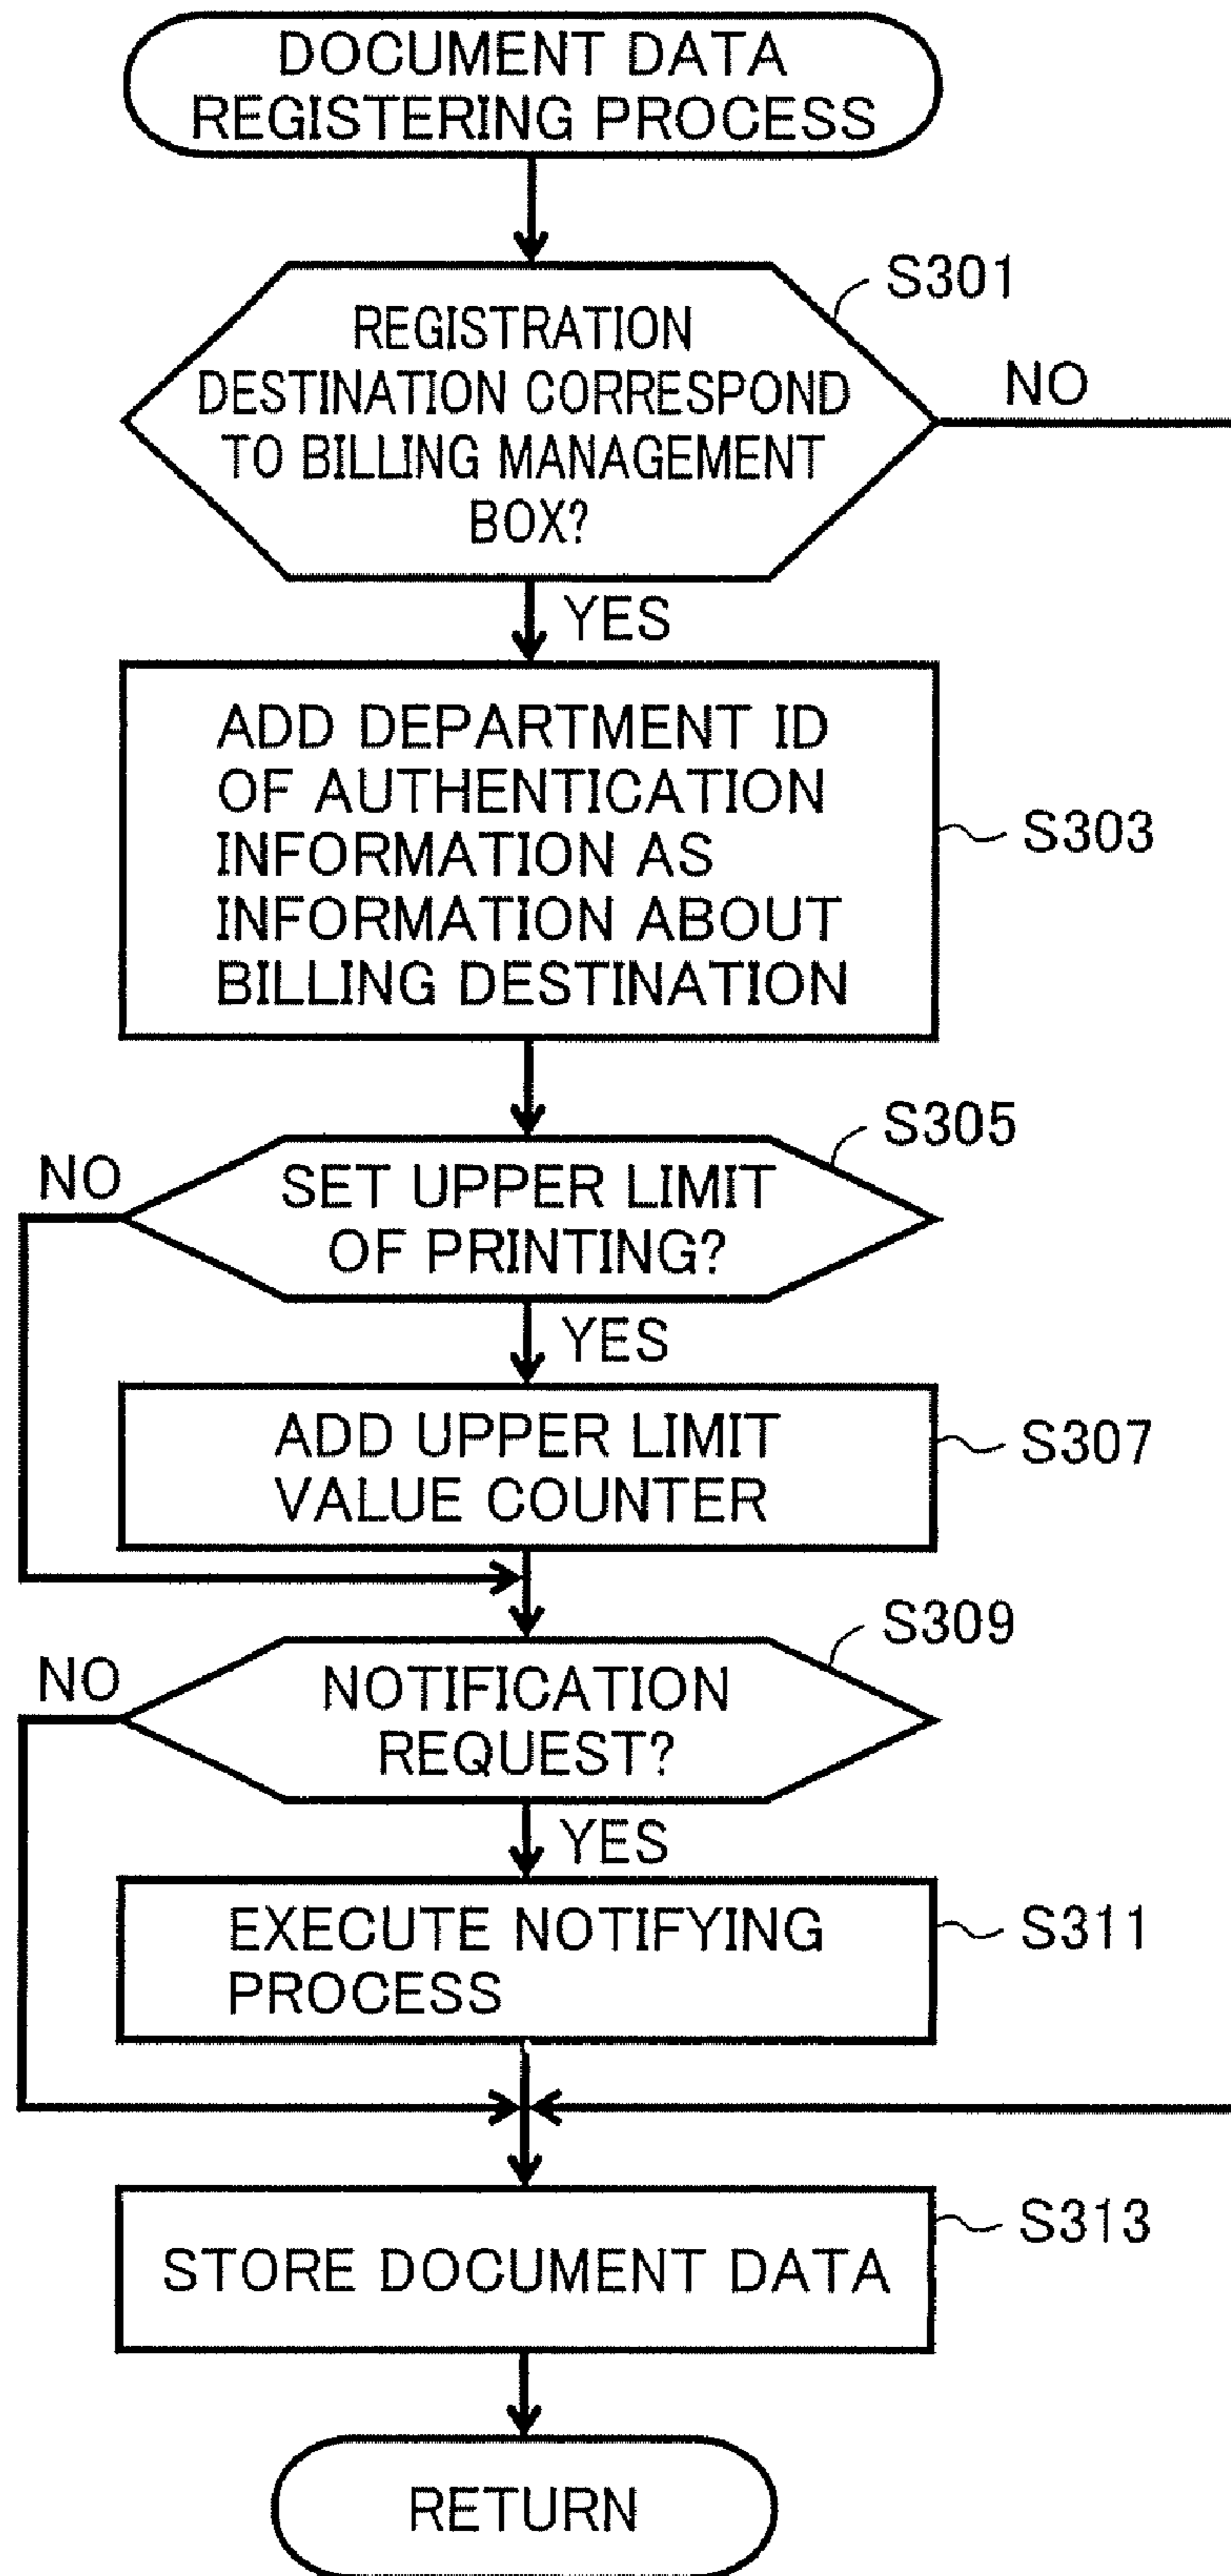 DOCUMENT DATA
REGISTERING PROCESS
S301
REGISTRATION
DESTINATION CORRESPOND
TO BILLING MANAGEMENT
BOX?
NO
YES
ADD DEPARTMENT ID
OF AUTHENTICATION
INFORMATION AS
INFORMATION ABOUT
BILLING DESTINATION
S303
S305
NO
SET UPPER LIMIT
OF PRINTING?
YES
ADD UPPER LIMIT
VALUE COUNTER
S307
S309
NO
NOTIFICATION
REQUEST?
YES
EXECUTE NOTIFYING
PROCESS
S311
STORE DOCUMENT DATA
S313
RETURN